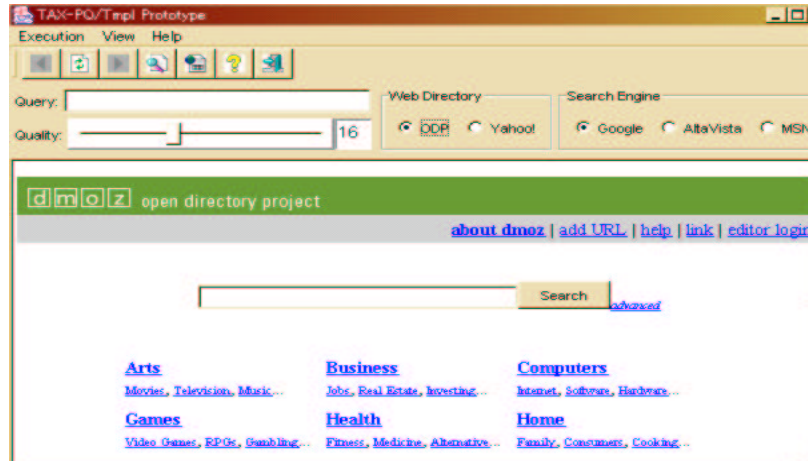 TAX-PQ/Tmpl Prototype
Execution View Help
Query:
Web Directory
Search Engine
Quality:
16
ODP Yahoo!
Google AltaVista MSN
dmoz open directory project
about dmoz | add URL | help | link | editor login
Search
advanced
Arts Business Computers
Movies, Television, Music... Jobs, Real Estate, Investing... Internet, Software, Hardware...
Games Health Home
Video Games, RPGs, Gambling... Fitness, Medicine, Alternative... Family, Consumers, Cooking...